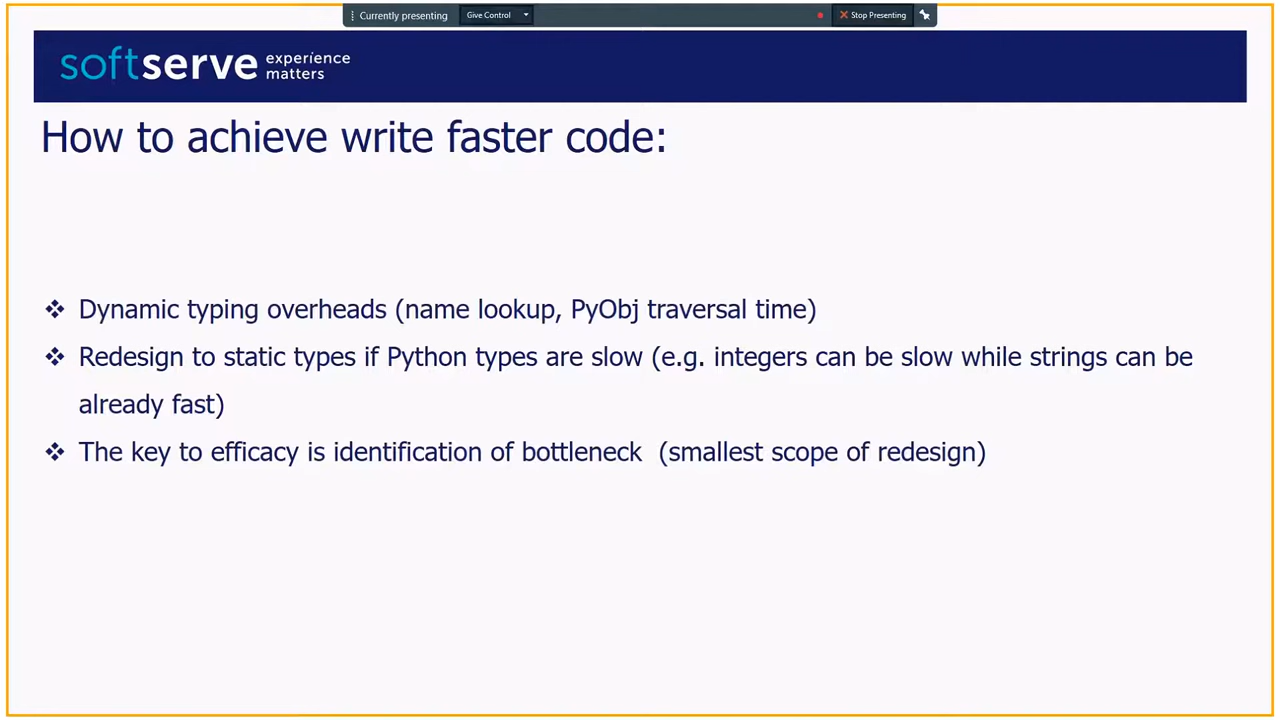 Currently presenting Give Control Stop Presenting
softserve experience matters
How to achieve write faster code:
❖ Dynamic typing overheads (name lookup, PyObj traversal time)
❖ Redesign to static types if Python types are slow (e.g. integers can be slow while strings can be
already fast)
❖ The key to efficacy is identification of bottleneck  (smallest scope of redesign)